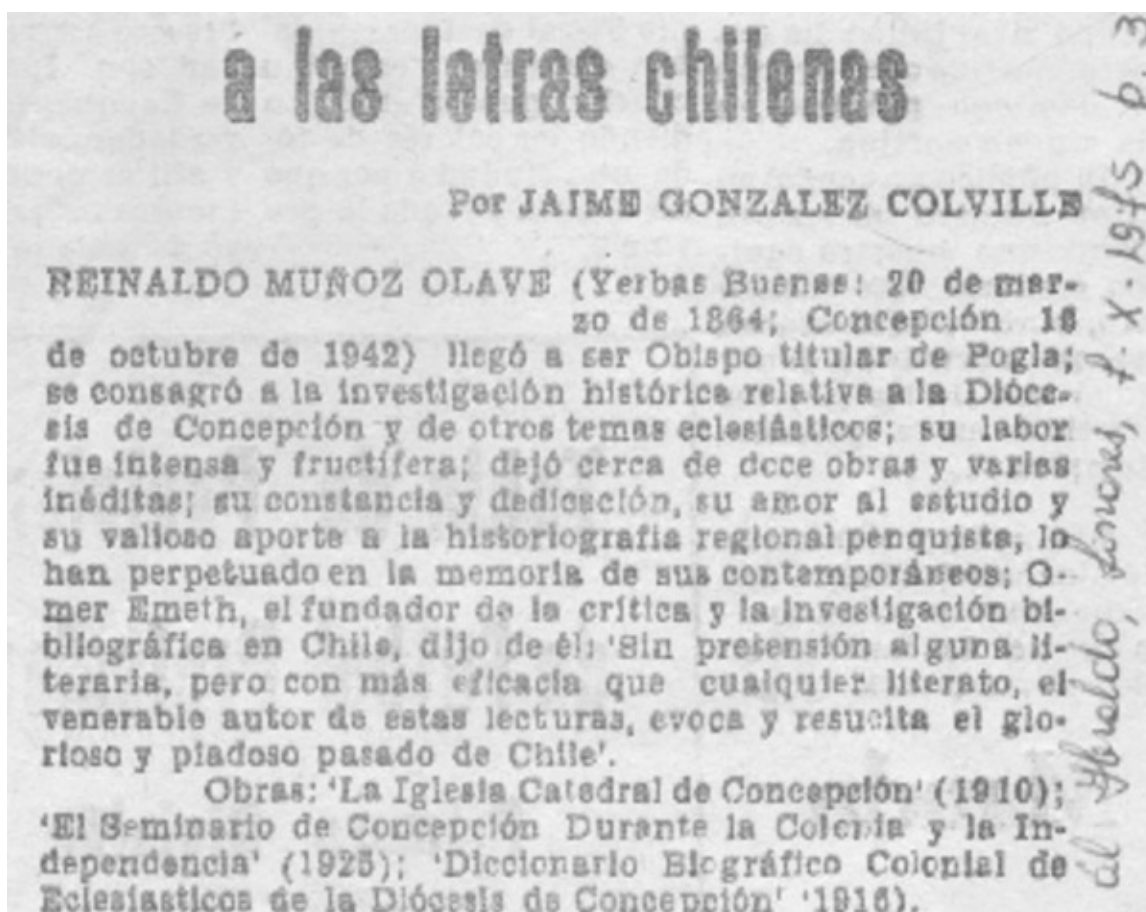 a las letras chilenas
Por JAIME GONZALEZ COLVILLE
REINALDO MUÑOZ OLAVE (Yerbas Buenas: 20 de mar-
zo de 1864; Concepción 16
de octubre de 1942) llegó a ser Obispo titular de Pogla;
se consagró a la investigación histórica relativa a la Dióce-
sis de Concepción y de otros temas eclesiásticos; su labor
fue intensa y fructífera; dejó cerca de doce obras y varias
inéditas; su constancia y dedicación, su amor al estudio y
su valioso aporte a la historiografía regional penquista, lo
han perpetuado en la memoria de sus contemporáneos; O-
mer Emeth, el fundador de la crítica y la investigación bi-
bliográfica en Chile, dijo de él: 'Sin pretensión alguna li-
teraria, pero con más eficacia que cualquier literato, el
venerable autor de estas lecturas, evoca y resucita el glo-
rioso y piadoso pasado de Chile'.
Obras: 'La Iglesia Catedral de Concepción' (1910);
'El Seminario de Concepción Durante la Colonia y la In-
dependencia' (1925); 'Diccionario Biográfico Colonial de
Eclesiasticos de la Diócesis de Concepción' '1916).
El Heraldo, Linares, 1-X-1975 p. 3